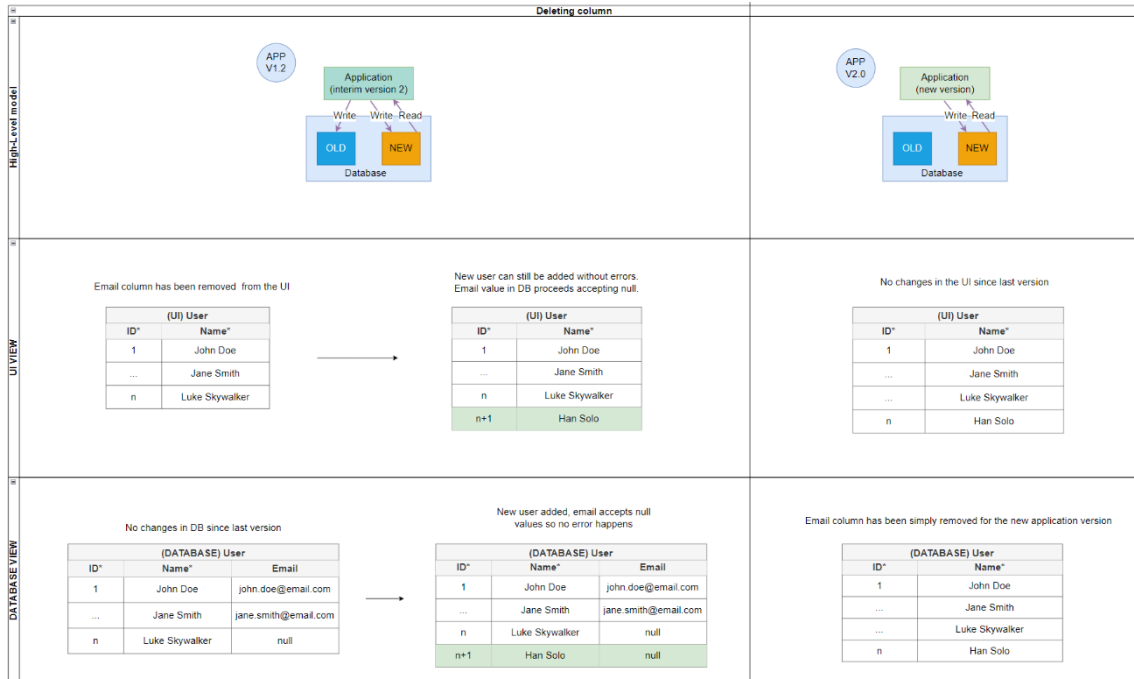 Deleting column
High-Level model
APP
V1.2
Application
(interim version 2)
Write
Write
Read
OLD
NEW
Database
APP
V2.0
Application
(new version)
Write
Read
OLD
NEW
Database
UI VIEW
Email column has been removed from the UI
(UI) User
ID* Name*
1 John Doe
... Jane Smith
n Luke Skywalker
New user can still be added without errors.
Email value in DB proceeds accepting null.
(UI) User
ID* Name*
1 John Doe
... Jane Smith
n Luke Skywalker
n+1 Han Solo
No changes in the UI since last version
(UI) User
ID* Name*
1 John Doe
... Jane Smith
... Luke Skywalker
n Han Solo
DATABASE VIEW
No changes in DB since last version
(DATABASE) User
ID* Name* Email
1 John Doe john.doe@email.com
... Jane Smith jane.smith@email.com
n Luke Skywalker null
New user added, email accepts null
values so no error happens
(DATABASE) User
ID* Name* Email
1 John Doe john.doe@email.com
... Jane Smith jane.smith@email.com
n Luke Skywalker null
n+1 Han Solo null
Email column has been simply removed for the new application version
(DATABASE) User
ID* Name*
1 John Doe
... Jane Smith
... Luke Skywalker
n Han Solo